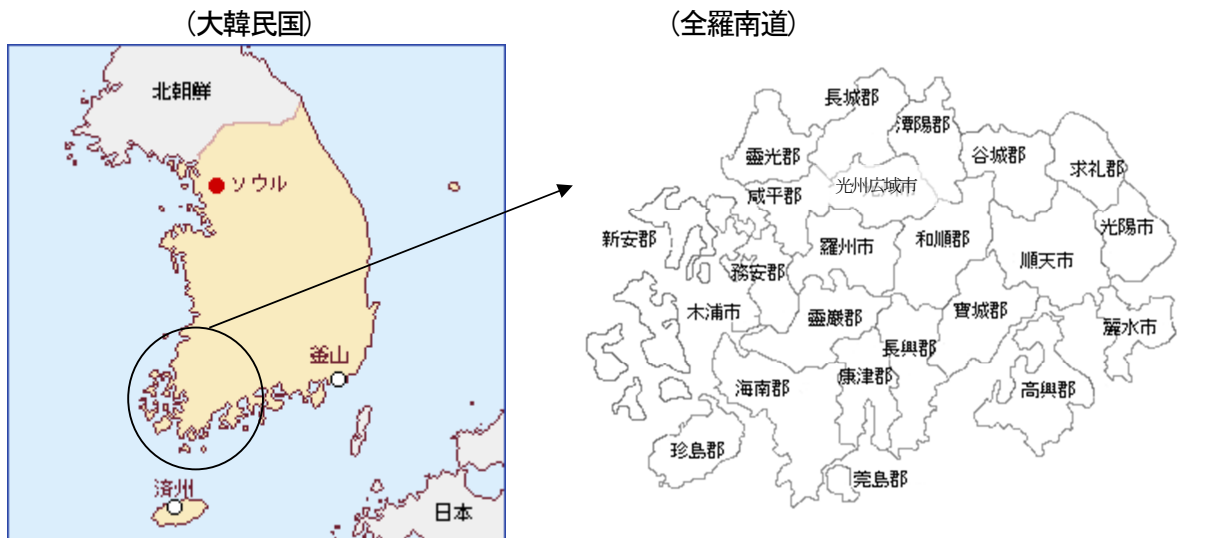 （大韓民国）
（全羅南道）
北朝鮮
ソウル
釜山
済州
日本
長城郡
潭陽郡
靈光郡
谷城郡
求礼郡
咸平郡
光州広域市
光陽市
新安郡
羅州市
和順郡
順天市
務安郡
木浦市
靈巖郡
寶城郡
麗水市
長興郡
海南郡
康津郡
高興郡
珍島郡
莞島郡